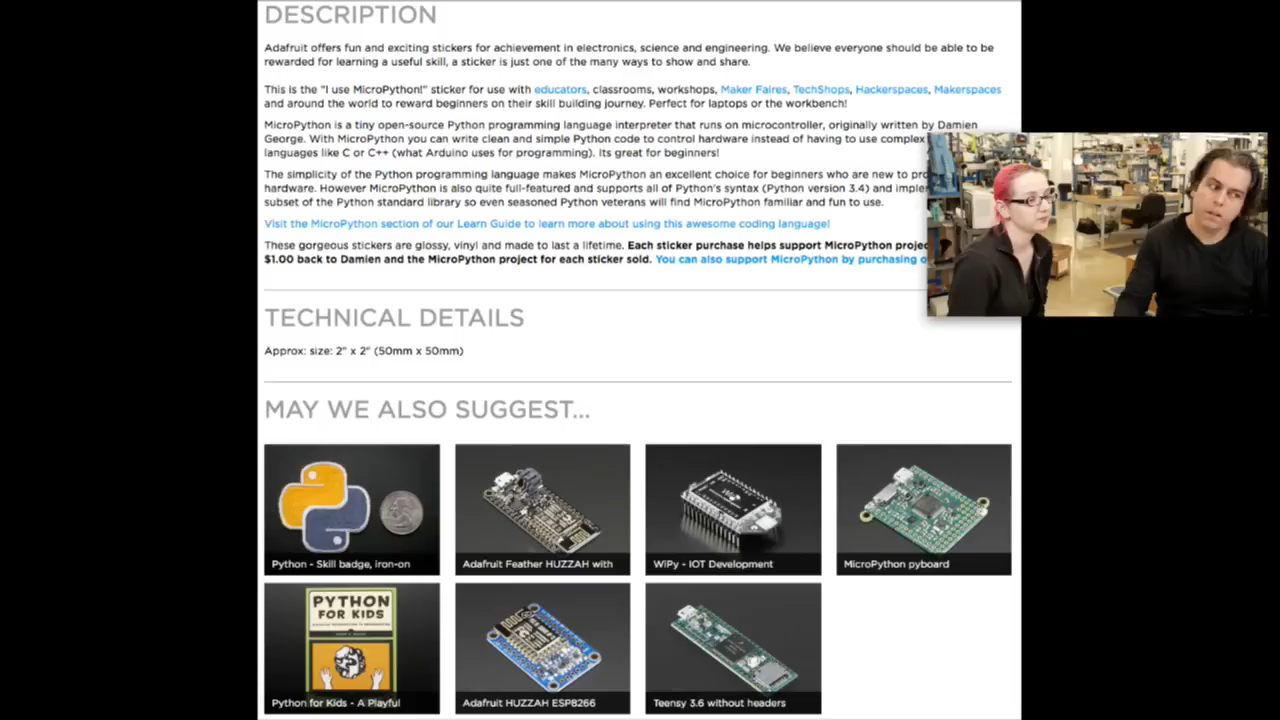 DESCRIPTION
Adafruit offers fun and exciting stickers for achievement in electronics, science and engineering. We believe everyone should be able to be
rewarded for learning a useful skill, a sticker is just one of the many ways to show and share.
This is the "I use MicroPython!" sticker for use with educators, classrooms, workshops, Maker Faires, TechShops, Hackerspaces, Makerspaces
and around the world to reward beginners on their skill building journey. Perfect for laptops or the workbench!
MicroPython is a tiny open-source Python programming language interpreter that runs on microcontroller, originally written by Damien
George. With MicroPython you can write clean and simple Python code to control hardware instead of having to use complex
languages like C or C++ (what Arduino uses for programming). Its great for beginners!
The simplicity of the Python programming language makes MicroPython an excellent choice for beginners who are new to
hardware. However MicroPython is also quite full-featured and supports all of Python's syntax (Python version 3.4) and
subset of the Python standard library so even seasoned Python veterans will find MicroPython familiar and fun to use.
Visit the MicroPython section of our Learn Guide to learn more about using this awesome coding language!
These gorgeous stickers are glossy, vinyl and made to last a lifetime. Each sticker purchase helps support MicroPython
$1.00 back to Damien and the MicroPython project for each sticker sold. You can also support MicroPython by purchasing
TECHNICAL DETAILS
Approx: size: 2" x 2" (50mm x 50mm)
MAY WE ALSO SUGGEST...
Python - Skill badge, iron-on
Adafruit Feather HUZZAH with
WiPy - IOT Development
MicroPython pyboard
PYTHON
FOR KIDS
Python for Kids - A Playful
Adafruit HUZZAH ESP8266
Teensy 3.6 without headers